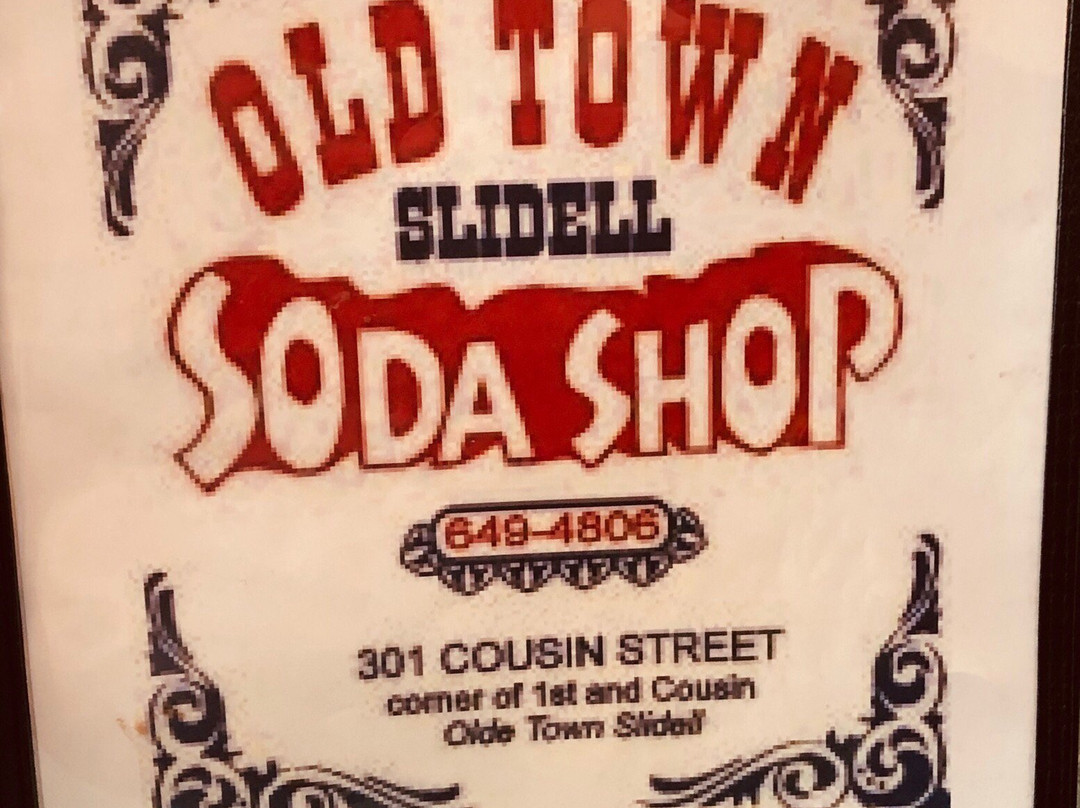 OLD TOWN
SLIDELL
SODA SHOP
649-4806
301 COUSIN STREET
corner of 1st and Cousin
Olde Town Slidell